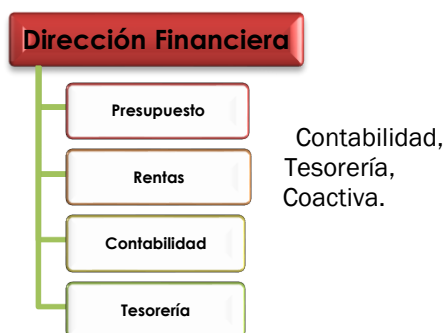 Dirección Financiera
Presupuesto
Rentas
Contabilidad
Tesorería
Contabilidad,
Tesorería,
Coactiva.